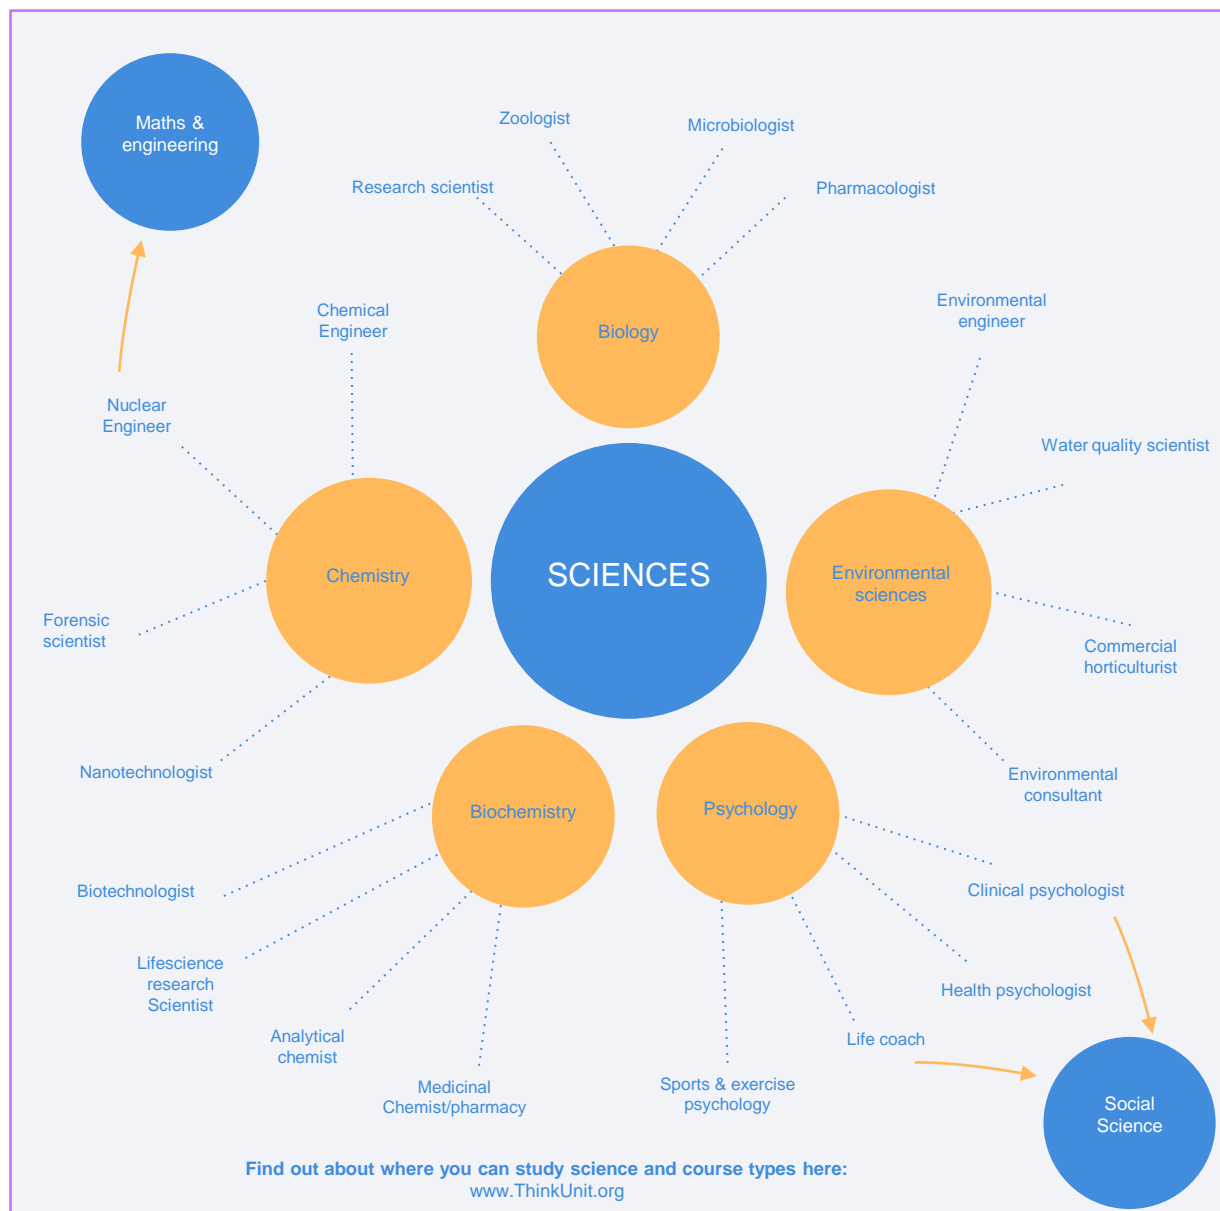 Maths &
engineering
Zoologist
Microbiologist
Research scientist
Pharmacologist
Chemical
Engineer
Biology
Environmental
engineer
Nuclear
Engineer
Water quality scientist
Chemistry
SCIENCES
Environmental
sciences
Forensic
scientist
Commercial
horticulturist
Nanotechnologist
Environmental
consultant
Biochemistry
Psychology
Biotechnologist
Clinical psychologist
Lifescience
research
Scientist
Health psychologist
Analytical
chemist
Life coach
Medicinal
Chemist/pharmacy
Sports & exercise
psychology
Social
Science
Find out about where you can study science and course types here:
www.ThinkUnit.org